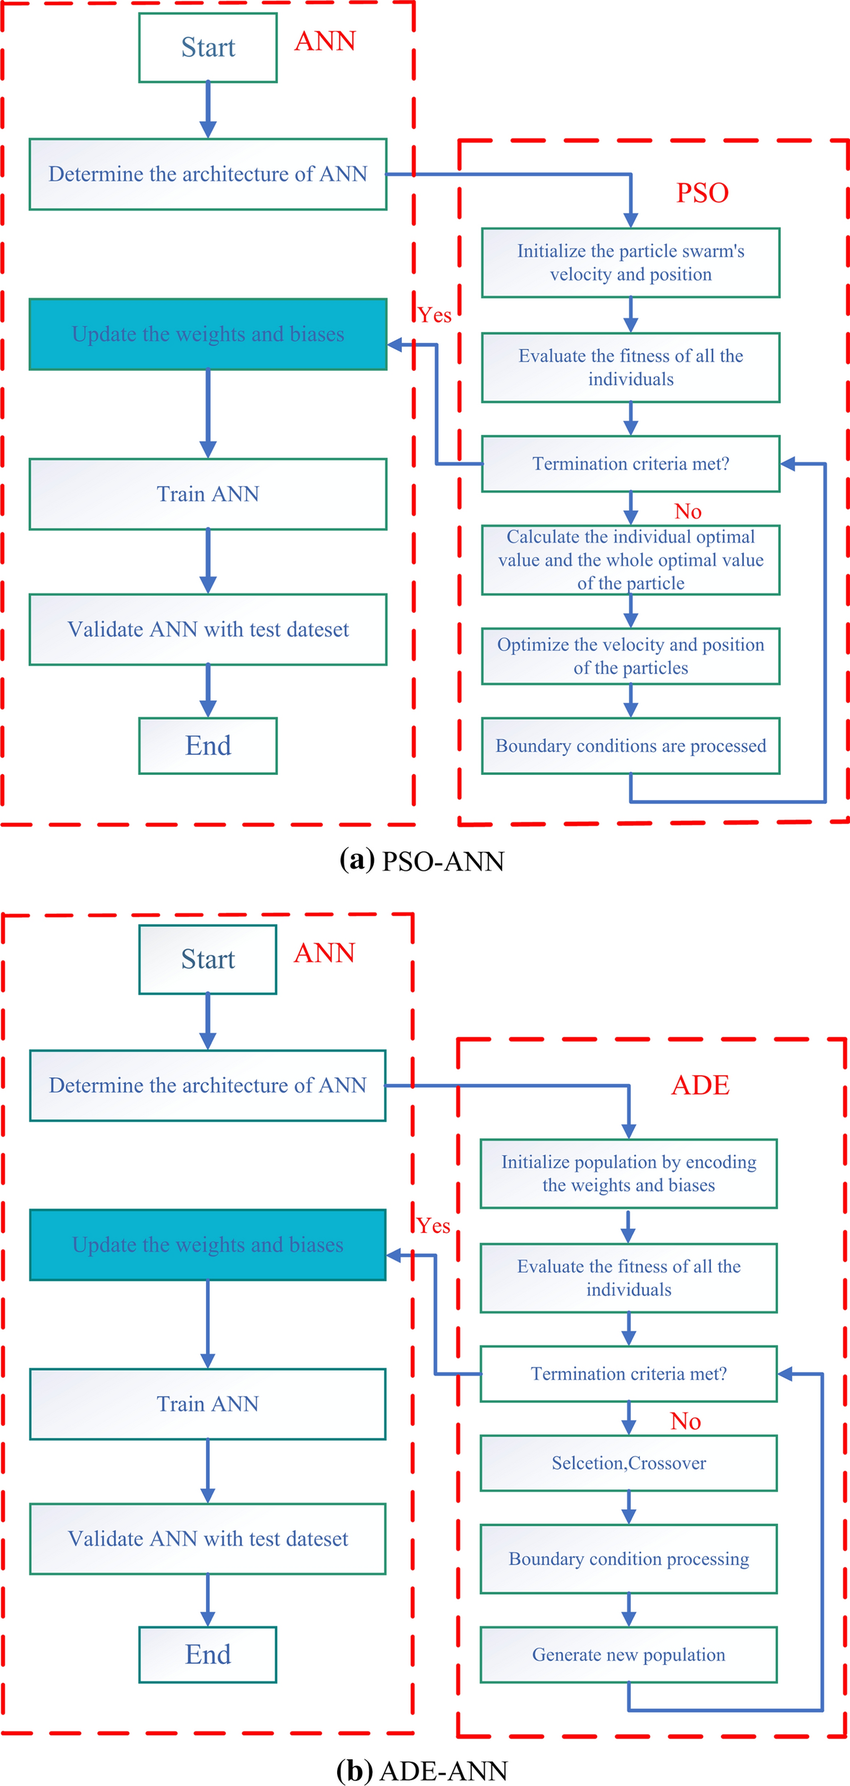 Start
ANN
Determine the architecture of ANN
PSO
Initialize the particle swarm's
velocity and position
Yes
Update the weights and biases
Evaluate the fitness of all the
individuals
Termination criteria met?
Train ANN
No
Calculate the individual optimal
value and the whole optimal value
of the particle
Validate ANN with test dateset
Optimize the velocity and position
of the particles
End
Boundary conditions are processed
(a) PSO-ANN
Start
ANN
Determine the architecture of ANN
ADE
Initialize population by encoding
the weights and biases
Yes
Update the weights and biases
Evaluate the fitness of all the
individuals
Termination criteria met?
Train ANN
No
Selcetion,Crossover
Validate ANN with test dateset
Boundary condition processing
End
Generate new population
(b) ADE-ANN